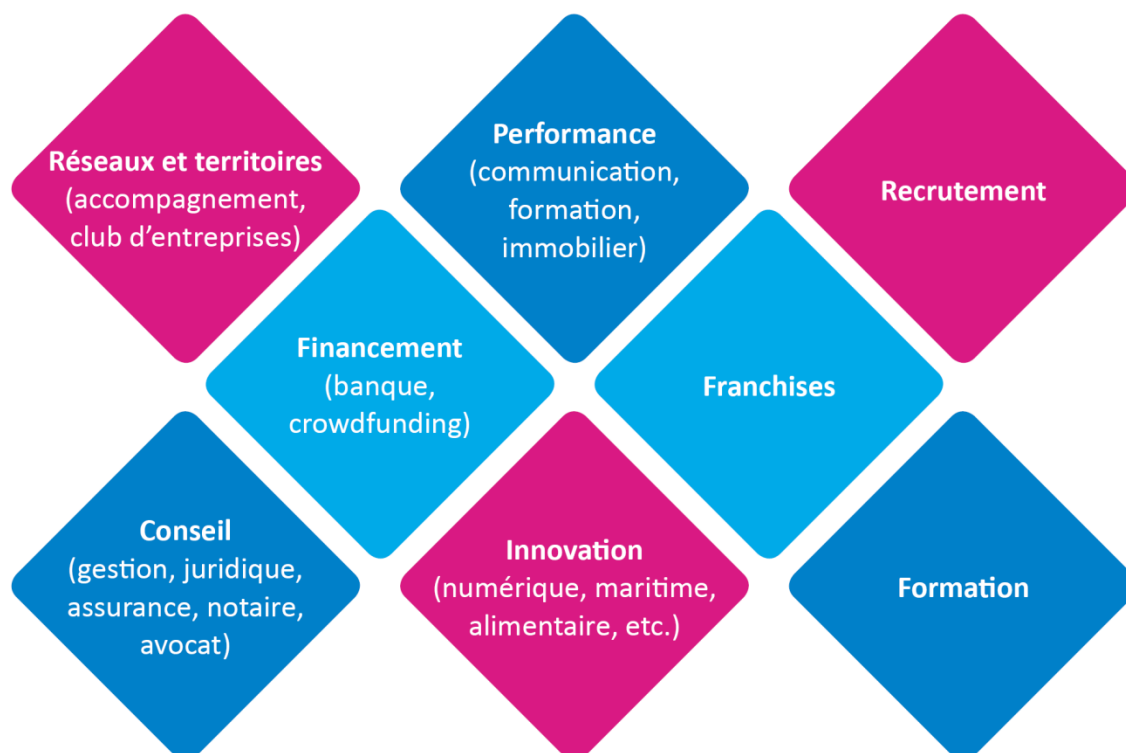 Réseaux et territoires
(accompagnement,
club d’entreprises)
Performance
(communication,
formation,
immobilier)
Recrutement
Financement
(banque,
crowdfunding)
Franchises
Conseil
(gestion, juridique,
assurance, notaire,
avocat)
Innovation
(numérique, maritime,
alimentaire, etc.)
Formation